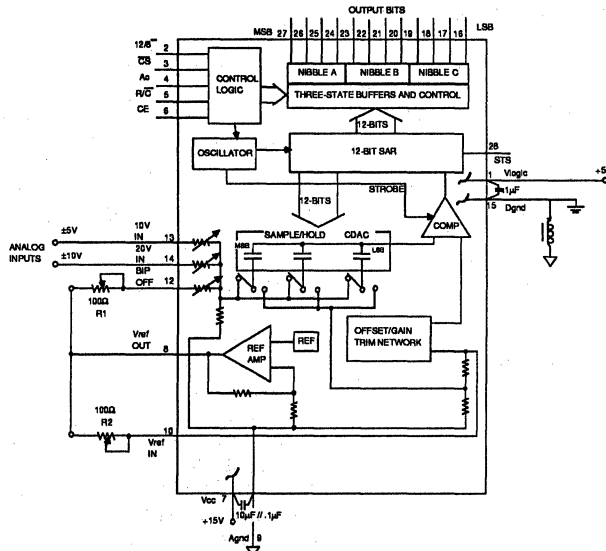 OUTPUT BITS
MSB 27 26 25 24 23 22 21 20 19 18 17 16 LSB
12/8 2
CS 3
Ao 4
R/C 5
CE 6
CONTROL
LOGIC
NIBBLE A NIBBLE B NIBBLE C
THREE-STATE BUFFERS AND CONTROL
12-BITS
OSCILLATOR
12-BIT SAR
28
STS
1 Vlogic +5
1µF
15 Dgnd
12-BITS
STROBE
COMP
ANALOG
INPUTS
±5V
10V
IN 13
±10V
20V
IN 14
BIP
OFF 12
100Ω
R1
SAMPLE/HOLD CDAC
MSB
LSB
Vref
OUT 8
REF
AMP
REF
OFFSET/GAIN
TRIM NETWORK
100Ω
R2
10
Vref
IN
Vcc 7
10µF// .1µF
+15V
Agnd 9